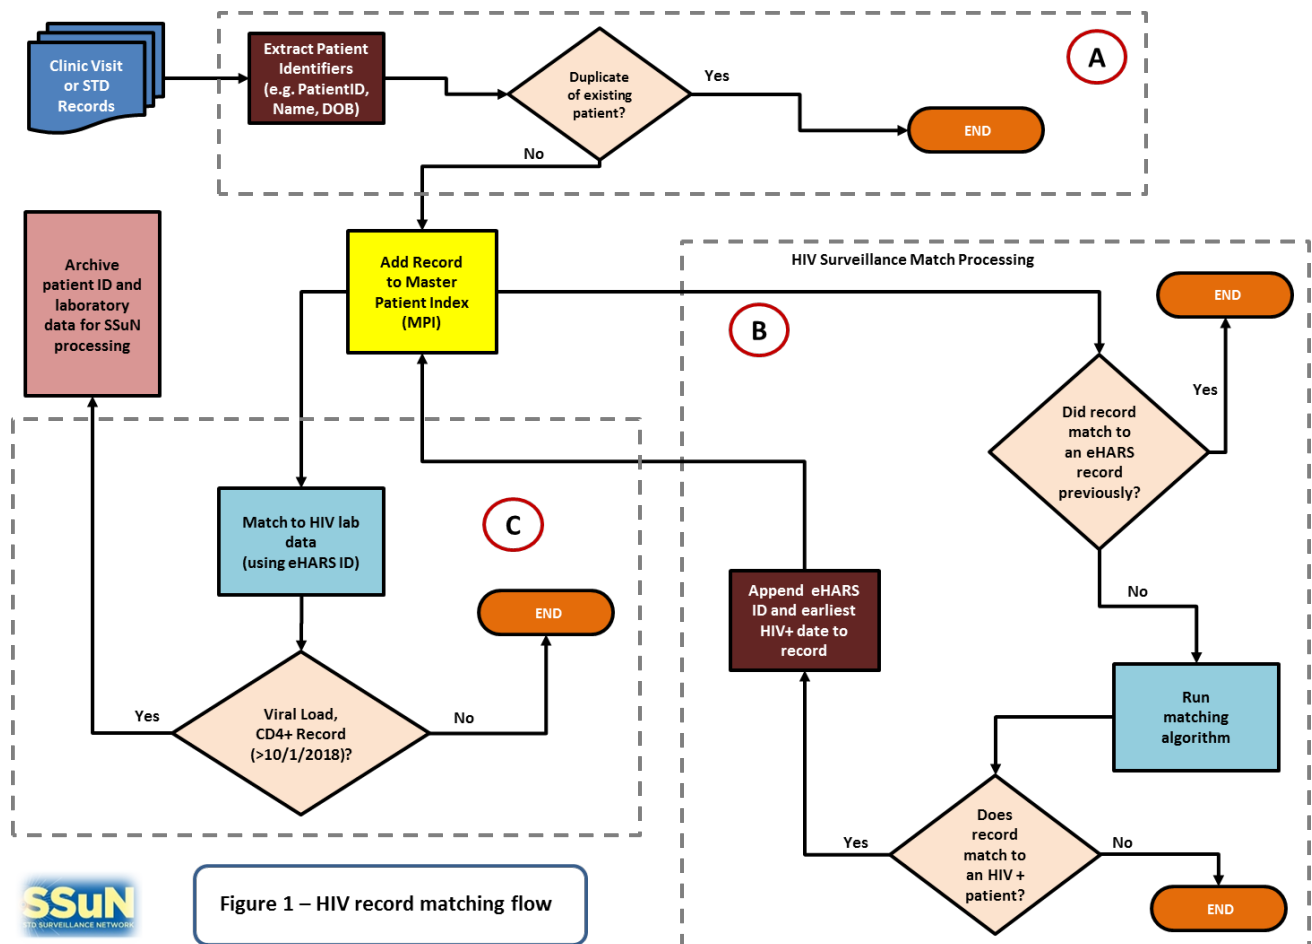 Clinic Visit
or STD
Records
Extract Patient
Identifiers
(e.g. PatientID,
Name, DOB)
Duplicate
of existing
patient?
Yes
No
END
A
Archive
patient ID and
laboratory
data for SSuN
processing
Add Record
to Master
Patient Index
(MPI)
HIV Surveillance Match Processing
B
END
Yes
Did record
match to
an eHARS
record
previously?
No
Run
matching
algorithm
Does
record
match to
an HIV +
patient?
Yes
No
END
Append eHARS
ID and earliest
HIV+ date to
record
C
Match to HIV lab
data
(using eHARS ID)
Viral Load,
CD4+ Record
(>10/1/2018)?
Yes
No
END
SSuN
STD SURVEILLANCE NETWORK
Figure 1 – HIV record matching flow